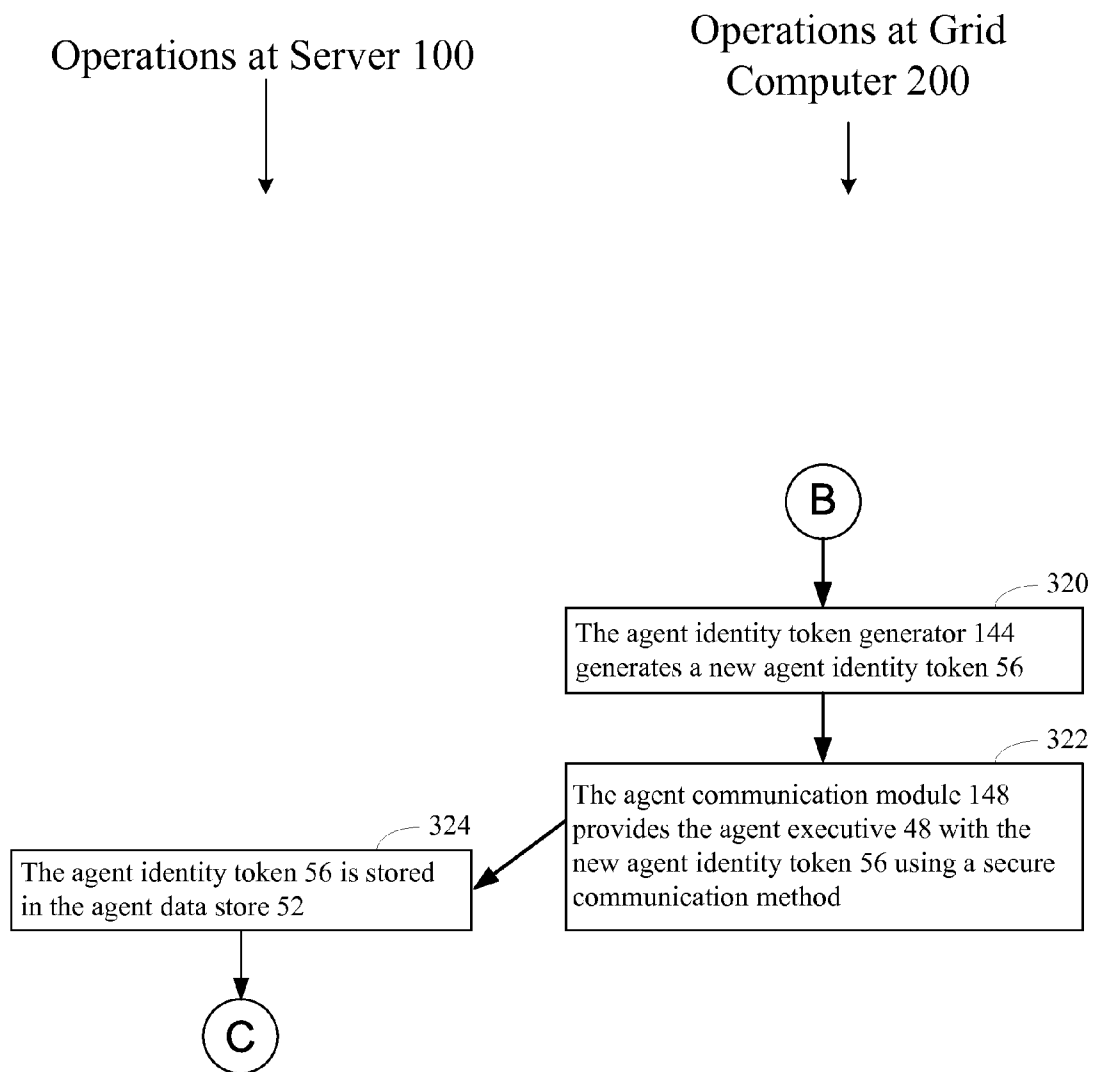 Operations at Server 100
Operations at Grid
Computer 200
B
320
The agent identity token generator 144
generates a new agent identity token 56
322
The agent communication module 148
provides the agent executive 48 with the
new agent identity token 56 using a secure
communication method
324
The agent identity token 56 is stored
in the agent data store 52
C